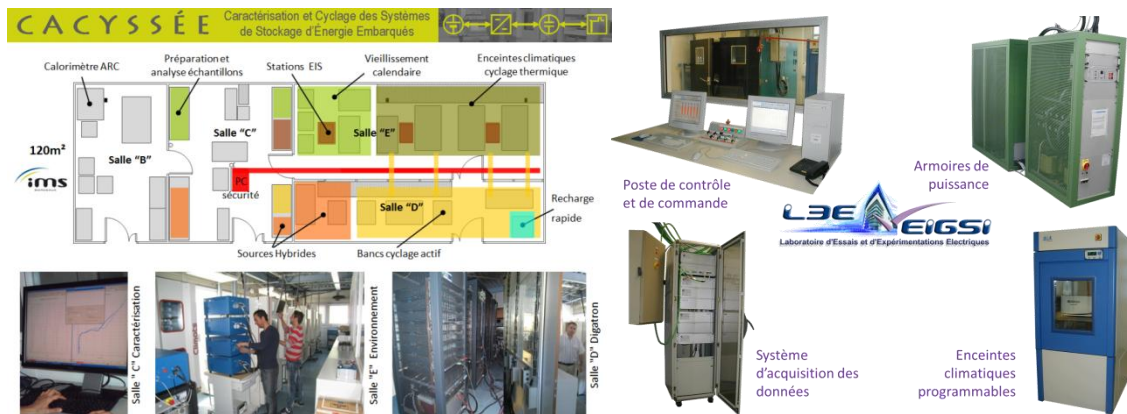 CACYSSÉE
Caractérisation et Cyclage des Systèmes
de Stockage d'Énergie Embarqués
Calorimètre ARC
Préparation et
analyse échantillons
Stations EIS
Vieillissement
calendaire
Enceintes climatiques
cyclage thermique
120m²
ims
Salle "B"
Salle "C"
Salle "E"
PC
sécurité
Salle "D"
Recharge
rapide
Sources Hybrides
Bancs cyclage actif
Salle "C" Caractérisation
Salle "E" Environnement
Salle "D" Digatron
Poste de contrôle
et de commande
Armoires de
puissance
L3E EIGSI
Laboratoire d'Essais et d'Expérimentations Electriques
Système
d'acquisition des
données
Enceintes
climatiques
programmables